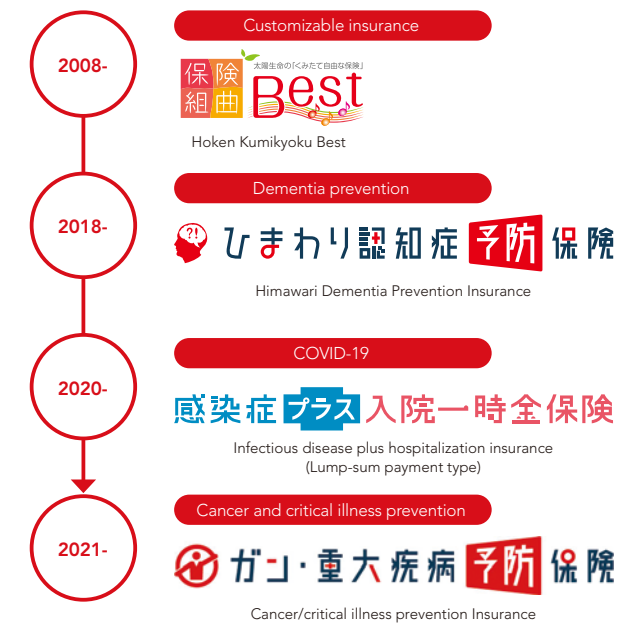 2008-
Customizable insurance
太陽生命の「くみたて自由な保険」
保険
組曲
Best
Hoken Kumikyoku Best
2018-
Dementia prevention
?!
ひまわり認知症予防保険
Himawari Dementia Prevention Insurance
2020-
COVID-19
感染症プラス入院一時金保険
Infectious disease plus hospitalization insurance
(Lump-sum payment type)
2021-
Cancer and critical illness prevention
ガン・重大疾病予防保険
Cancer/critical illness prevention Insurance